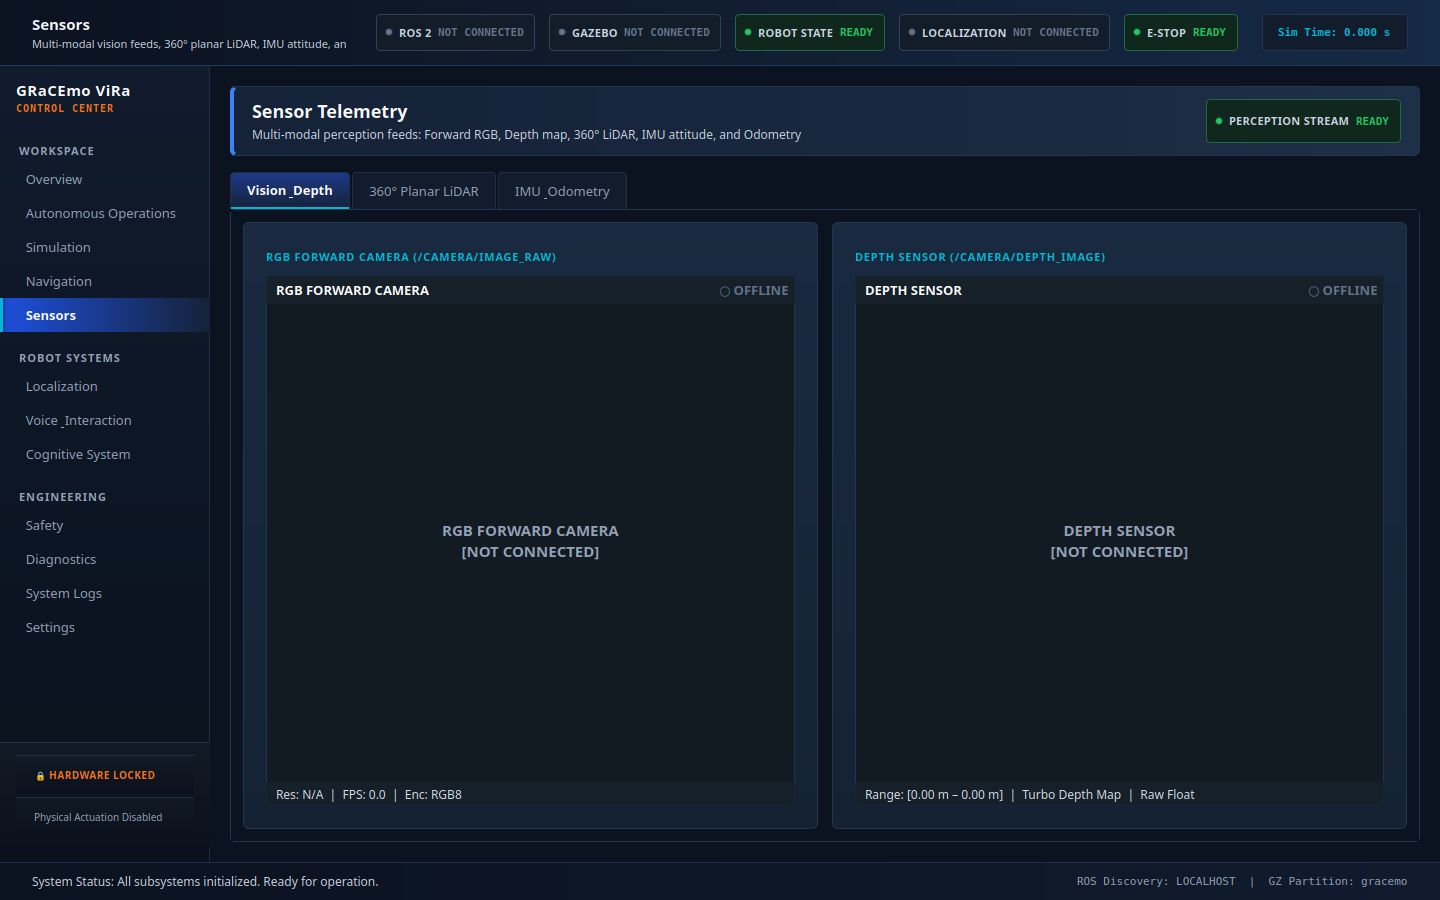 Sensors
Multi-modal vision feeds, 360° planar LiDAR, IMU attitude, an
ROS 2 NOT CONNECTED
GAZEBO NOT CONNECTED
ROBOT STATE READY
LOCALIZATION NOT CONNECTED
E-STOP READY
Sim Time: 0.000 s
GRaCEmo ViRa
CONTROL CENTER
WORKSPACE
Overview
Autonomous Operations
Simulation
Navigation
Sensors
ROBOT SYSTEMS
Localization
Voice _Interaction
Cognitive System
ENGINEERING
Safety
Diagnostics
System Logs
Settings
🔒 HARDWARE LOCKED
Physical Actuation Disabled
Sensor Telemetry
Multi-modal perception feeds: Forward RGB, Depth map, 360° LiDAR, IMU attitude, and Odometry
PERCEPTION STREAM READY
Vision _Depth
360° Planar LiDAR
IMU _Odometry
RGB FORWARD CAMERA (/CAMERA/IMAGE_RAW)
RGB FORWARD CAMERA
○ OFFLINE
RGB FORWARD CAMERA
[NOT CONNECTED]
Res: N/A | FPS: 0.0 | Enc: RGB8
DEPTH SENSOR (/CAMERA/DEPTH_IMAGE)
DEPTH SENSOR
○ OFFLINE
DEPTH SENSOR
[NOT CONNECTED]
Range: [0.00 m – 0.00 m] | Turbo Depth Map | Raw Float
System Status: All subsystems initialized. Ready for operation.
ROS Discovery: LOCALHOST | GZ Partition: gracemo